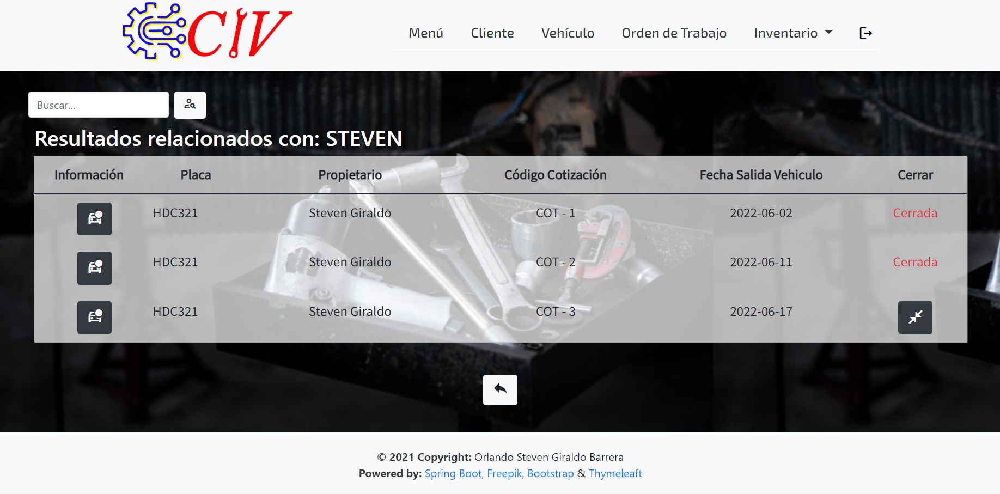 CIV
Menú Cliente Vehículo Orden de Trabajo Inventario
Buscar...
Resultados relacionados con: STEVEN
Información Placa Propietario Código Cotización Fecha Salida Vehiculo Cerrar
HDC321 Steven Giraldo COT - 1 2022-06-02 Cerrada
HDC321 Steven Giraldo COT - 2 2022-06-11 Cerrada
HDC321 Steven Giraldo COT - 3 2022-06-17
© 2021 Copyright: Orlando Steven Giraldo Barrera
Powered by: Spring Boot, Freepik, Bootstrap & Thymeleaft